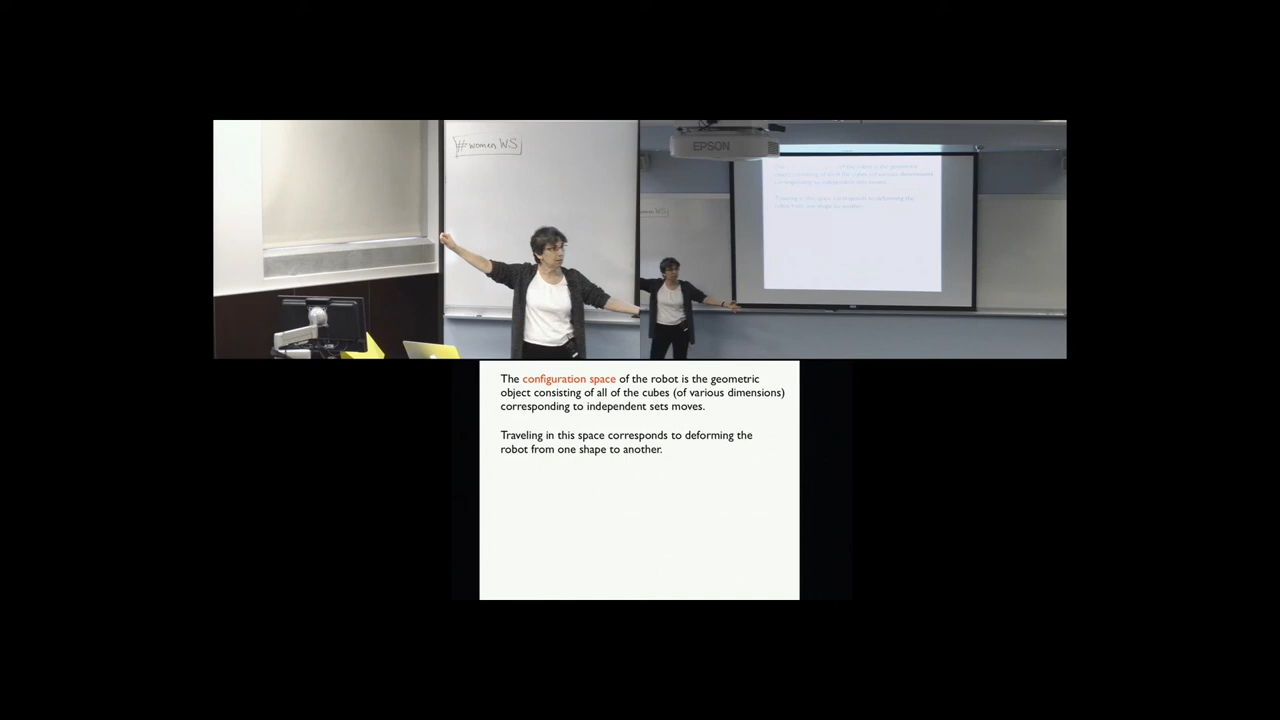 #womenWS
EPSON
The configuration space of the robot is the geometric
object consisting of all of the cubes (of various dimensions)
corresponding to independent sets moves.
Traveling in this space corresponds to deforming the
robot from one shape to another.